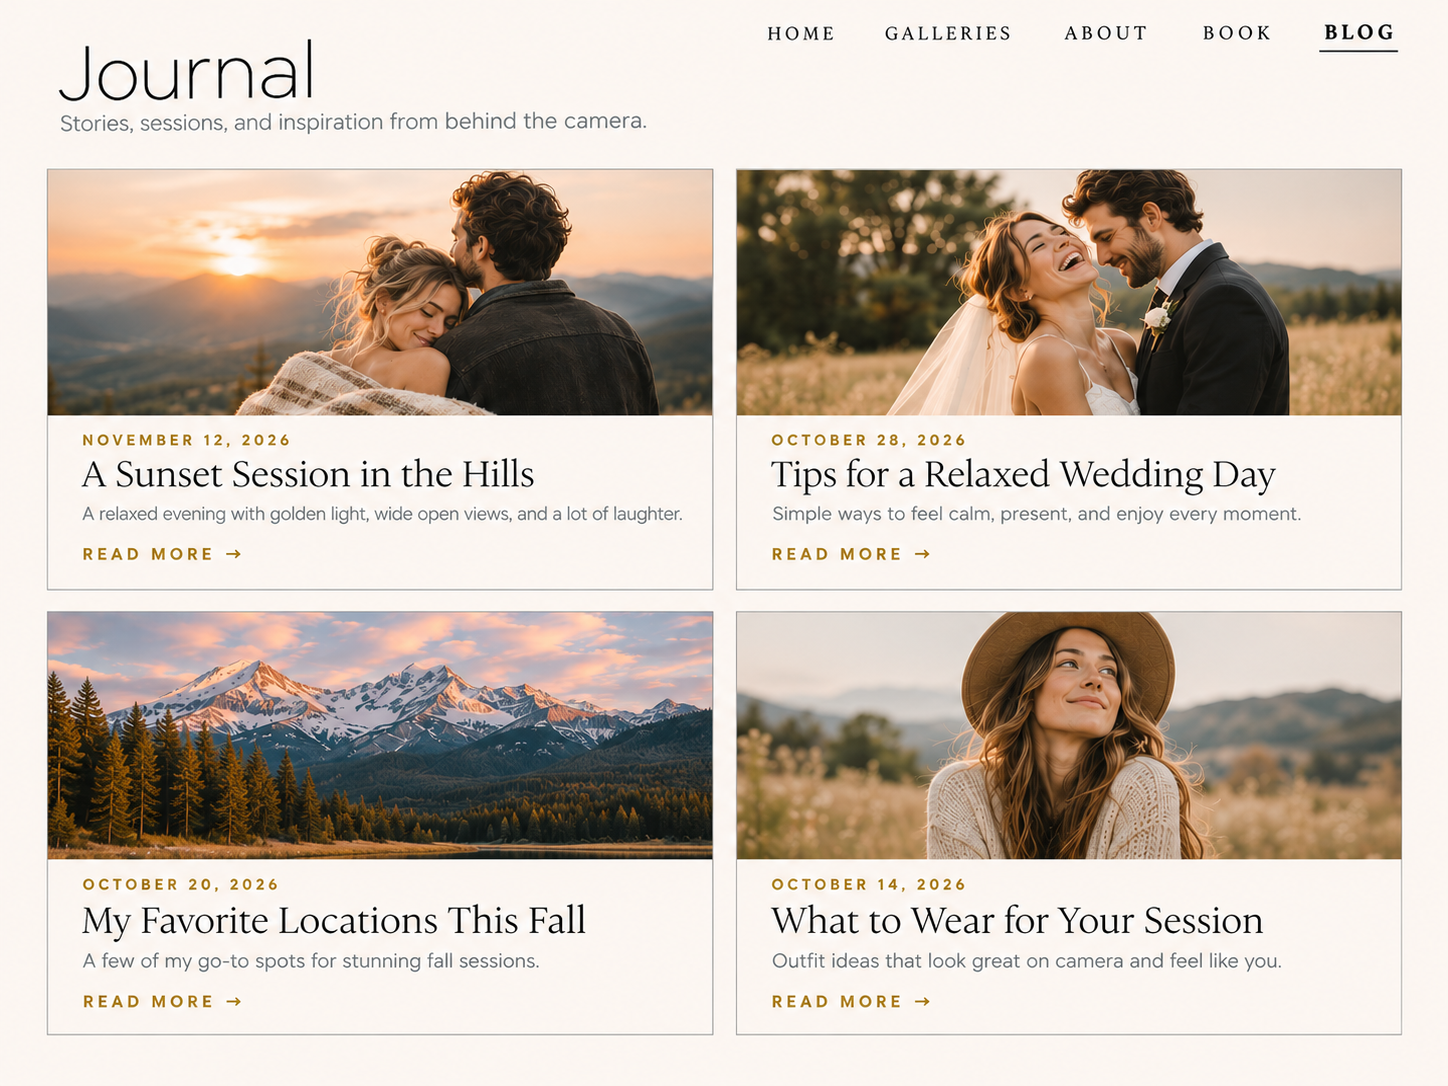 HOME GALLERIES ABOUT BOOK BLOG
Journal
Stories, sessions, and inspiration from behind the camera.
NOVEMBER 12, 2026
A Sunset Session in the Hills
A relaxed evening with golden light, wide open views, and a lot of laughter.
READ MORE →
OCTOBER 28, 2026
Tips for a Relaxed Wedding Day
Simple ways to feel calm, present, and enjoy every moment.
READ MORE →
OCTOBER 20, 2026
My Favorite Locations This Fall
A few of my go-to spots for stunning fall sessions.
READ MORE →
OCTOBER 14, 2026
What to Wear for Your Session
Outfit ideas that look great on camera and feel like you.
READ MORE →